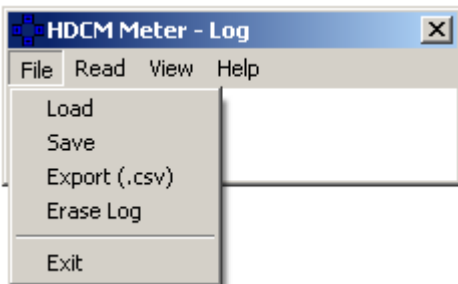 HDCM Meter - Log
File Read View Help
Load
Save
Export (.csv)
Erase Log
Exit